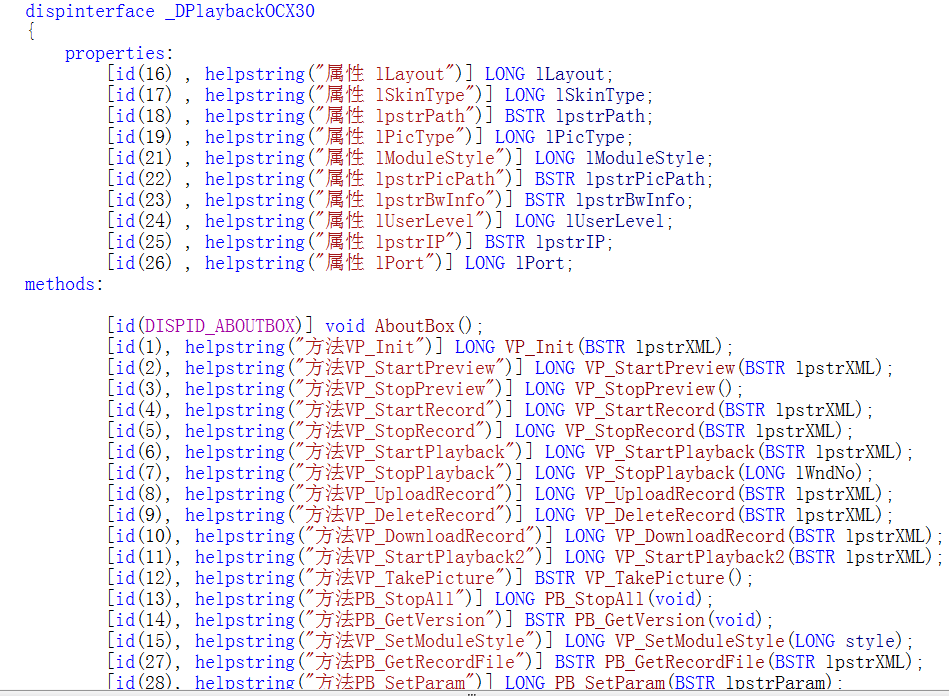 dispinterface _DPlaybackOCX30
{
properties:
[id(16) , helpstring("属性 lLayout")] LONG lLayout;
[id(17) , helpstring("属性 lSkinType")] LONG lSkinType;
[id(18) , helpstring("属性 lpstrPath")] BSTR lpstrPath;
[id(19) , helpstring("属性 lPicType")] LONG lPicType;
[id(21) , helpstring("属性 lModuleStyle")] LONG lModuleStyle;
[id(22) , helpstring("属性 lpstrPicPath")] BSTR lpstrPicPath;
[id(23) , helpstring("属性 lpstrBwInfo")] BSTR lpstrBwInfo;
[id(24) , helpstring("属性 lUserLevel")] LONG lUserLevel;
[id(25) , helpstring("属性 lpstrIP")] BSTR lpstrIP;
[id(26) , helpstring("属性 lPort")] LONG lPort;
methods:
[id(DISPID_ABOUTBOX)] void AboutBox();
[id(1), helpstring("方法VP_Init")] LONG VP_Init(BSTR lpstrXML);
[id(2), helpstring("方法VP_StartPreview")] LONG VP_StartPreview(BSTR lpstrXML);
[id(3), helpstring("方法VP_StopPreview")] LONG VP_StopPreview();
[id(4), helpstring("方法VP_StartRecord")] LONG VP_StartRecord(BSTR lpstrXML);
[id(5), helpstring("方法VP_StopRecord")] LONG VP_StopRecord(BSTR lpstrXML);
[id(6), helpstring("方法VP_StartPlayback")] LONG VP_StartPlayback(BSTR lpstrXML);
[id(7), helpstring("方法VP_StopPlayback")] LONG VP_StopPlayback(LONG lWndNo);
[id(8), helpstring("方法VP_UploadRecord")] LONG VP_UploadRecord(BSTR lpstrXML);
[id(9), helpstring("方法VP_DeleteRecord")] LONG VP_DeleteRecord(BSTR lpstrXML);
[id(10), helpstring("方法VP_DownloadRecord")] LONG VP_DownloadRecord(BSTR lpstrXML);
[id(11), helpstring("方法VP_StartPlayback2")] LONG VP_StartPlayback2(BSTR lpstrXML);
[id(12), helpstring("方法VP_TakePicture")] BSTR VP_TakePicture();
[id(13), helpstring("方法PB_StopAll")] LONG PB_StopAll(void);
[id(14), helpstring("方法PB_GetVersion")] BSTR PB_GetVersion(void);
[id(15), helpstring("方法VP_SetModuleStyle")] LONG VP_SetModuleStyle(LONG style);
[id(27), helpstring("方法PB_GetRecordFile")] BSTR PB_GetRecordFile(BSTR lpstrXML);
[id(28), helpstring("方法PB_SetParam")] LONG PB_SetParam(BSTR lpstrParam);